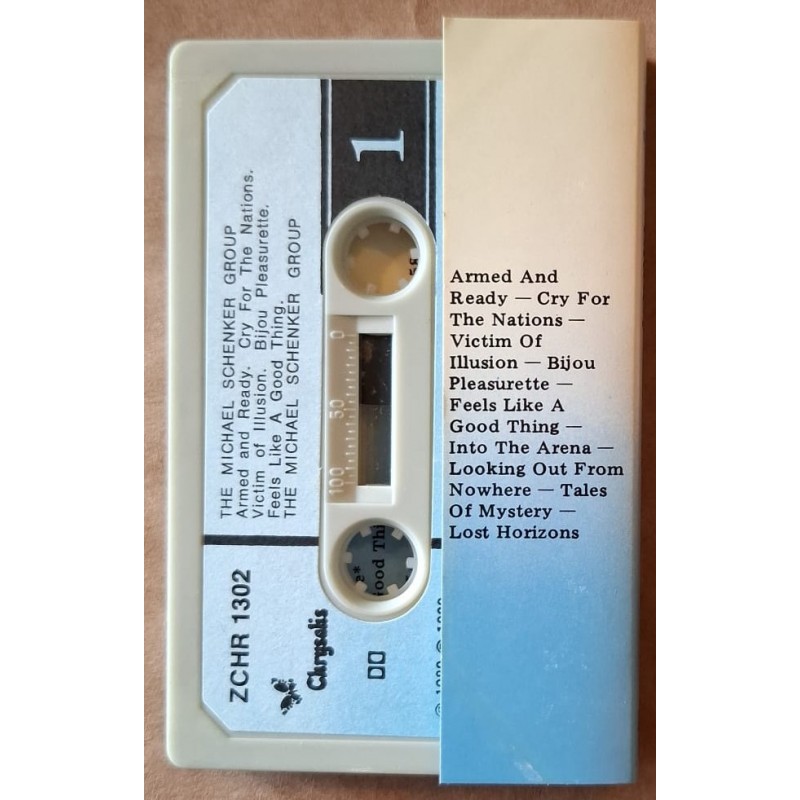 THE MICHAEL SCHENKER GROUP
Armed and Ready. Cry For The Nations.
Victim of Illusion. Bijou Pleasurette.
Feels Like A Good Thing.
THE MICHAEL SCHENKER GROUP
1
0
50
100
ood Thi
ZCHR 1302
Chrysalis
Armed And
Ready — Cry For
The Nations —
Victim Of
Illusion — Bijou
Pleasurette —
Feels Like A
Good Thing —
Into The Arena —
Looking Out From
Nowhere — Tales
Of Mystery —
Lost Horizons